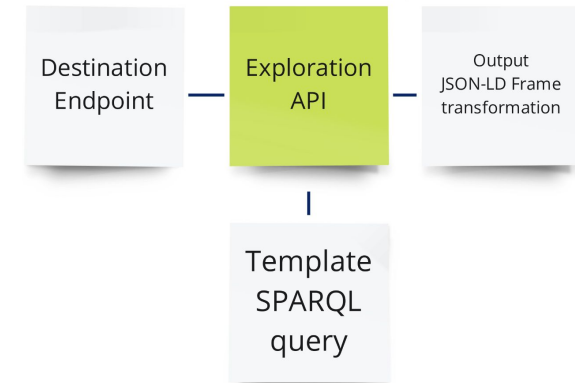 Destination
Endpoint
Exploration
API
Output
JSON-LD Frame
transformation
Template
SPARQL
query